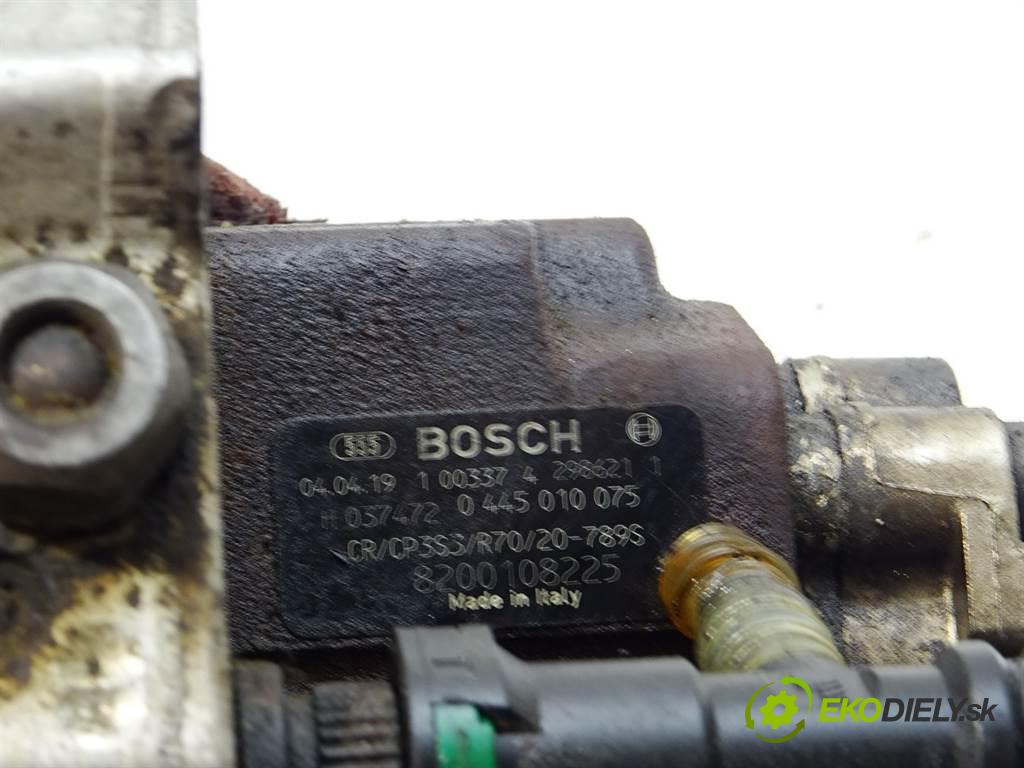 SSS BOSCH
04.04.19 1 00337 4 298621 1
H 037472 0 445 010 075
CR/CP3S3/R70/20-789S
8200108225
Made in Italy
EKODIELY.sk